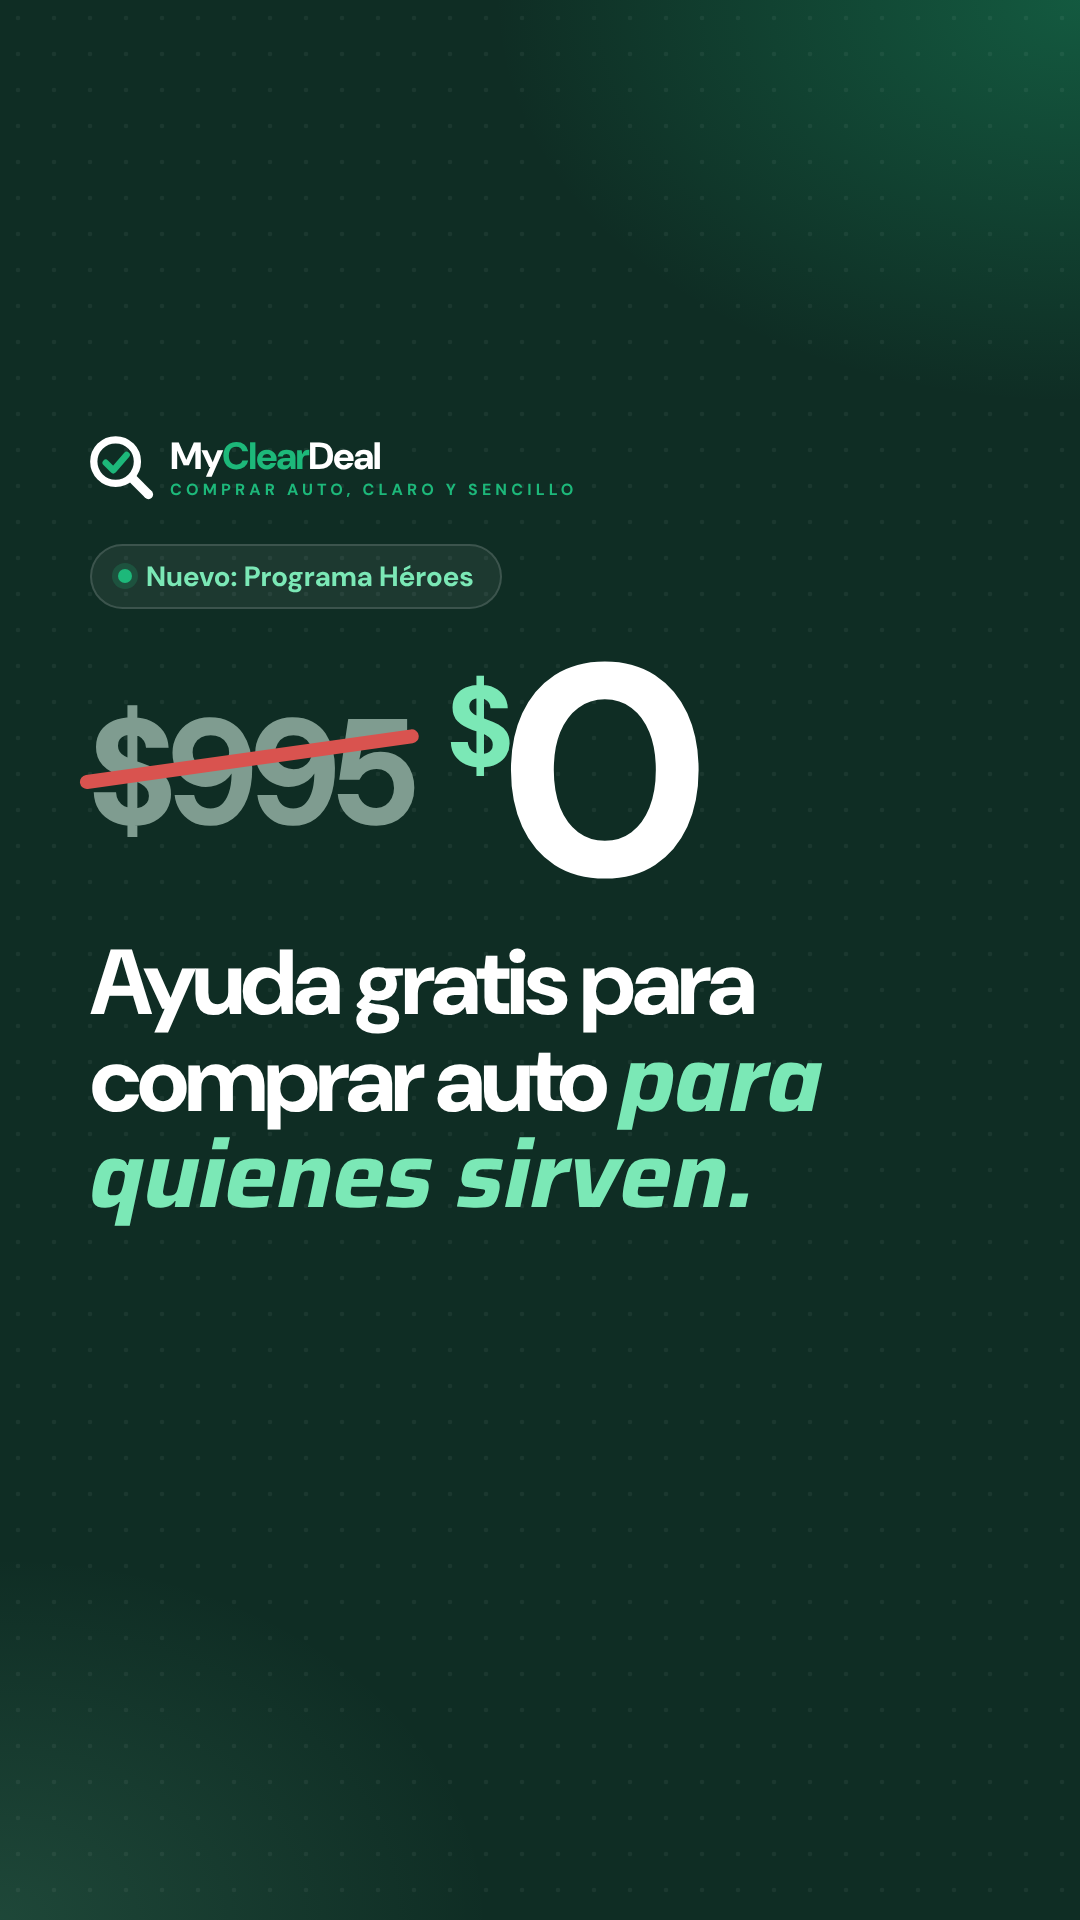 MyClearDeal
COMPRAR AUTO, CLARO Y SENCILLO
Nuevo: Programa Héroes
$995 $0
Ayuda gratis para
comprar auto para
quienes sirven.